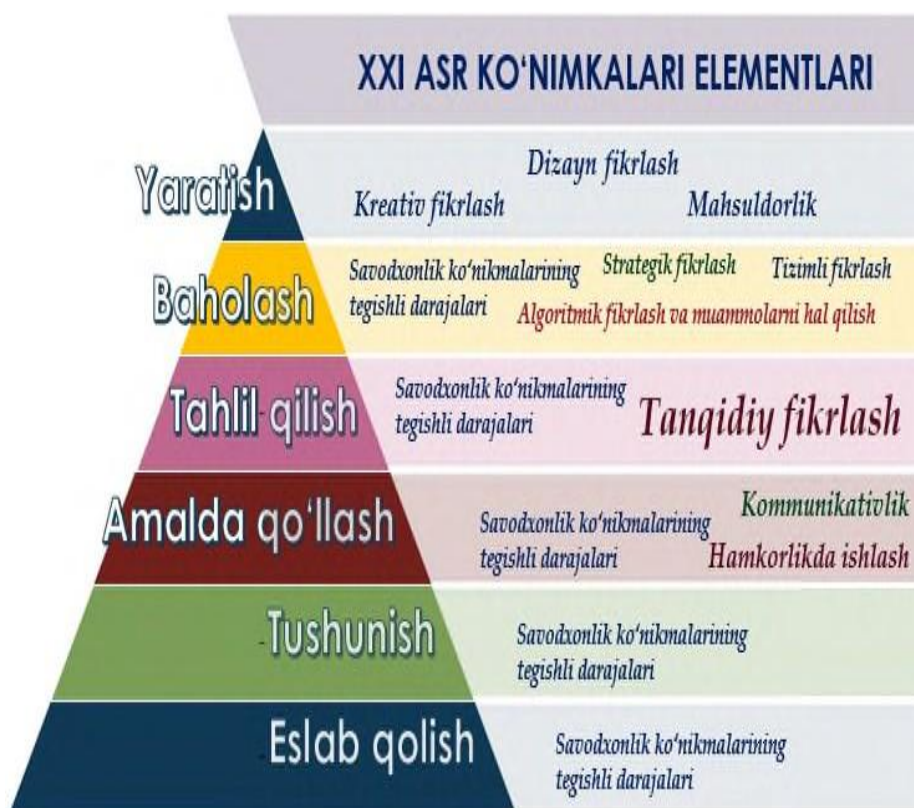 XXI ASR KO‘NIMKALARI ELEMENTLARI
Yaratish
Dizayn fikrlash
Kreativ fikrlash
Mahsuldorlik
Baholash
Savodxonlik ko‘nikmalarining
tegishli darajalari
Strategik fikrlash
Tizimli fikrlash
Algoritmik fikrlash va muammolarni hal qilish
Tahlil qilish
Savodxonlik ko‘nikmalarining
tegishli darajalari
Tanqidiy fikrlash
Amalda qo‘llash
Savodxonlik ko‘nikmalarining
tegishli darajalari
Kommunikativlik
Hamkorlikda ishlash
Tushunish
Savodxonlik ko‘nikmalarining
tegishli darajalari
Eslab qolish
Savodxonlik ko‘nikmalarining
tegishli darajalari